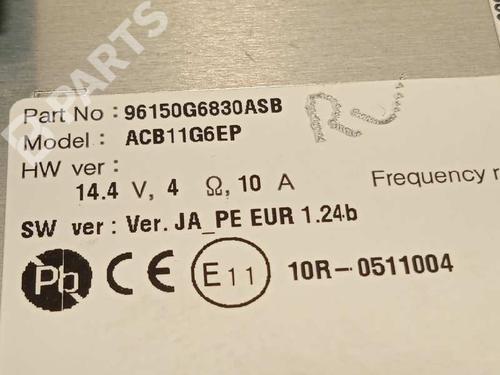 B PARTS
Part No : 96150G6830ASB
RJ
Model : ACB11G6EP
HW ver :
14.4 V, 4 Ω, 10 A
Frequency r
SW ver : Ver. JA_PE EUR 1.24b
Pb CE E11 10R-0511004